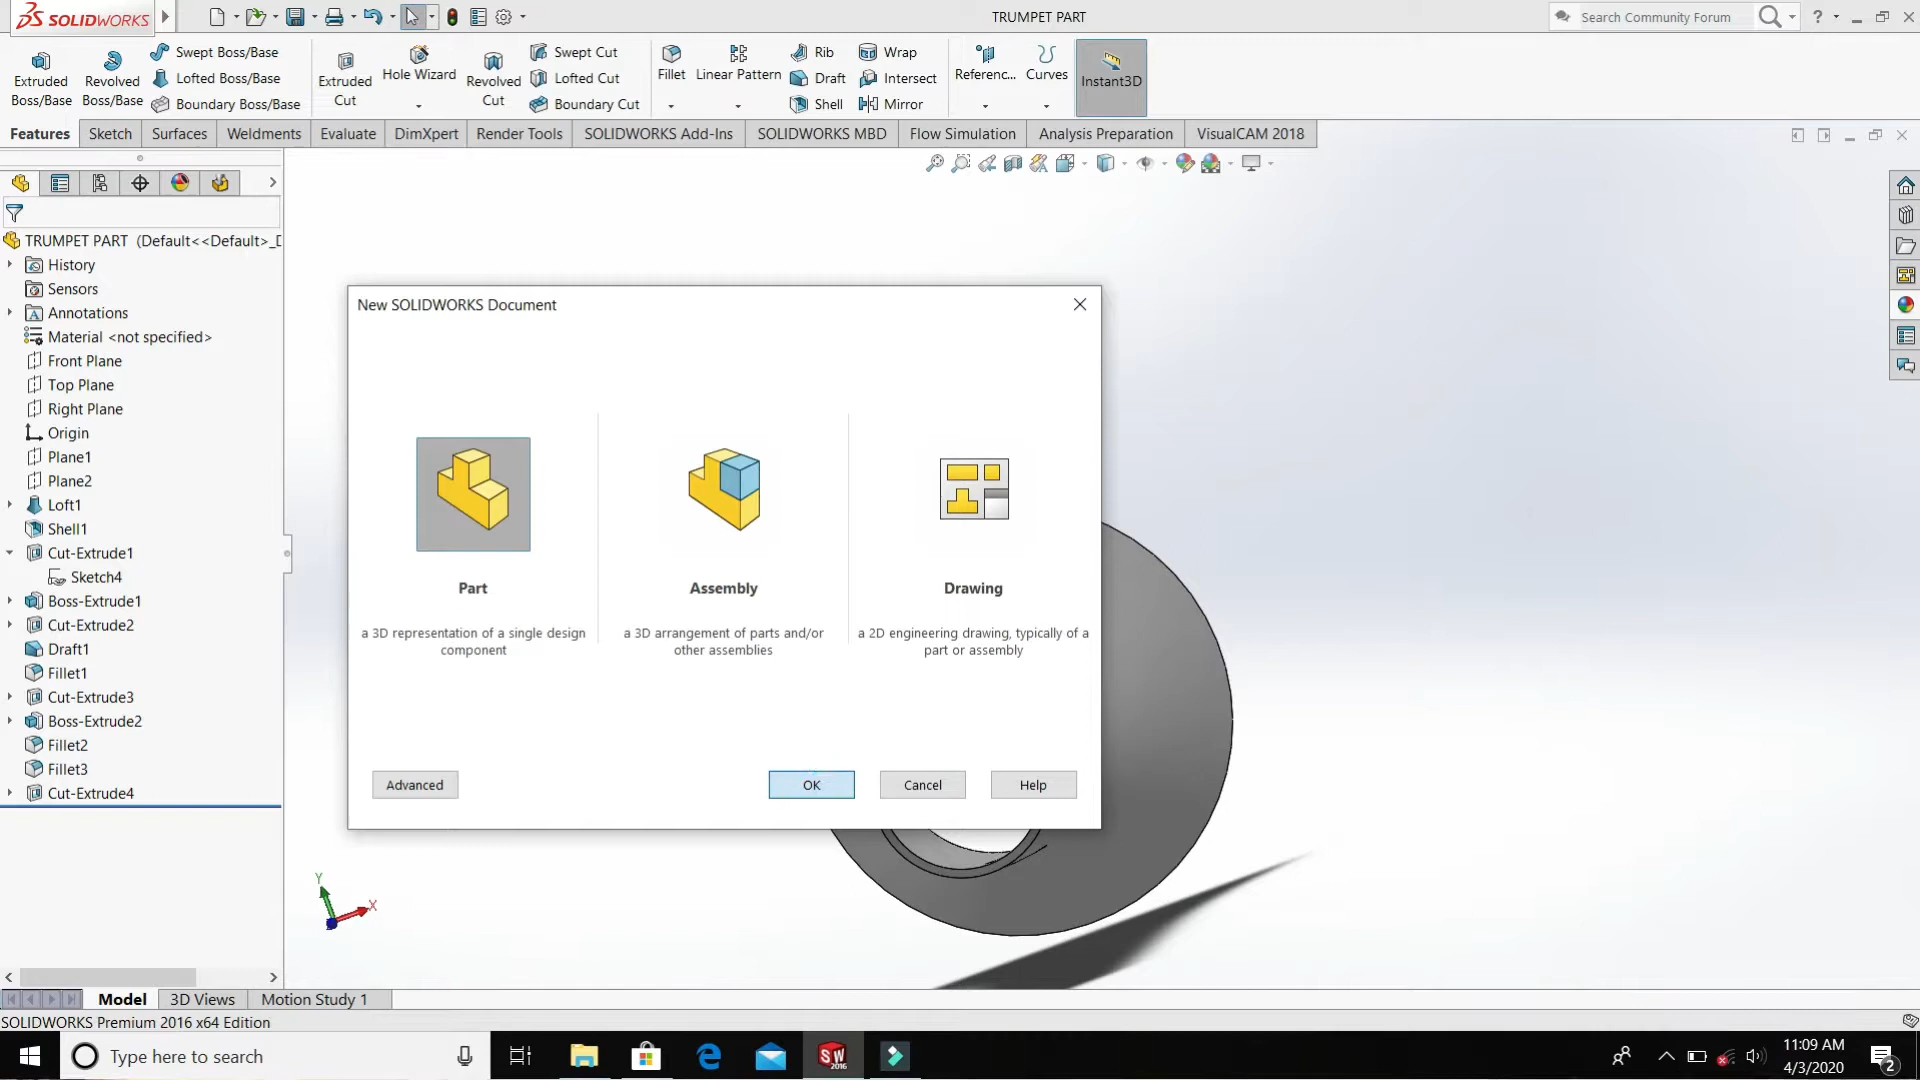 SOLIDWORKS
TRUMPET PART
Search Community Forum
?
Extruded Boss/Base
Revolved Boss/Base
Swept Boss/Base
Lofted Boss/Base
Boundary Boss/Base
Extruded Cut
Hole Wizard
Revolved Cut
Swept Cut
Lofted Cut
Boundary Cut
Fillet
Linear Pattern
Rib
Draft
Shell
Wrap
Intersect
Mirror
Referenc...
Curves
Instant3D
Features
Sketch
Surfaces
Weldments
Evaluate
DimXpert
Render Tools
SOLIDWORKS Add-Ins
SOLIDWORKS MBD
Flow Simulation
Analysis Preparation
VisualCAM 2018
TRUMPET PART (Default<<Default>_D
History
Sensors
Annotations
Material <not specified>
Front Plane
Top Plane
Right Plane
Origin
Plane1
Plane2
Loft1
Shell1
Cut-Extrude1
Sketch4
Boss-Extrude1
Cut-Extrude2
Draft1
Fillet1
Cut-Extrude3
Boss-Extrude2
Fillet2
Fillet3
Cut-Extrude4
New SOLIDWORKS Document
Part
a 3D representation of a single design
component
Assembly
a 3D arrangement of parts and/or
other assemblies
Drawing
a 2D engineering drawing, typically of a
part or assembly
Advanced
OK
Cancel
Help
Y
X
Model
3D Views
Motion Study 1
SOLIDWORKS Premium 2016 x64 Edition
Type here to search
SW
2016
11:09 AM
4/3/2020
2